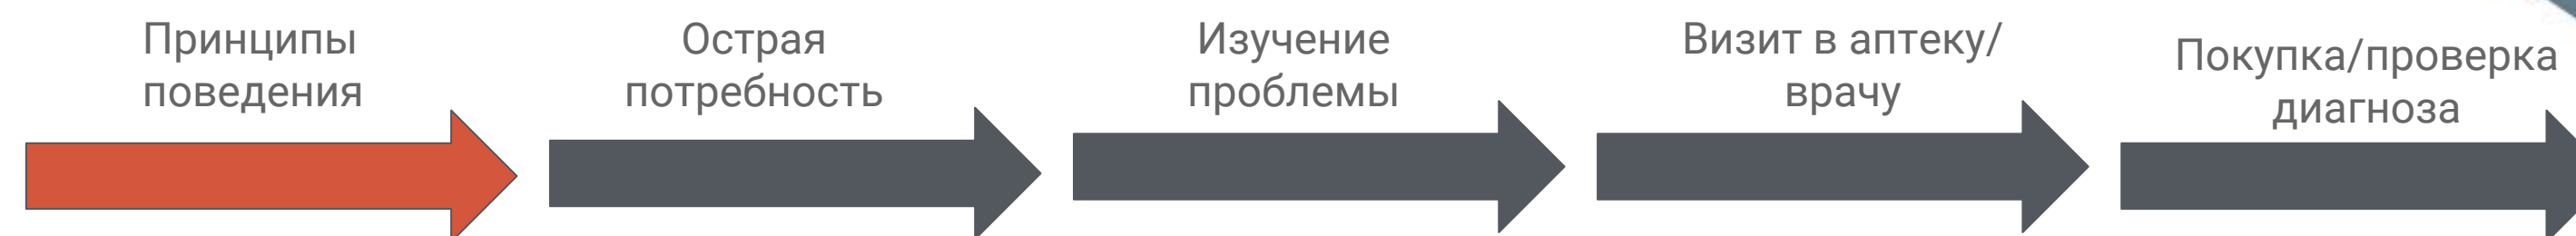 Принципы
поведения
Острая
потребность
Изучение
проблемы
Визит в аптеку/
врачу
Покупка/проверка
диагноза